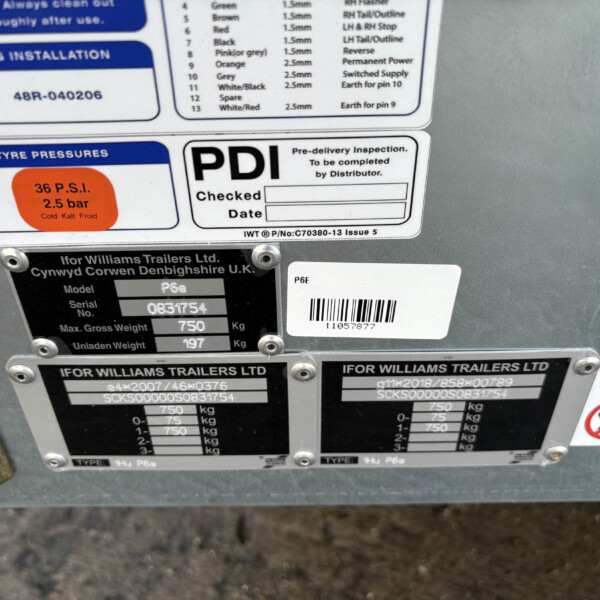 Always clean out
oughly after use.
INSTALLATION
48R-040206
4 Green 1.5mm RH Flasher
5 Brown 1.5mm RH Tail/Outline
6 Red 1.5mm LH & RH Stop
7 Black 1.5mm LH Tail/Outline
8 Pink(or grey) 1.5mm Reverse
9 Orange 2.5mm Permanent Power
10 Grey 2.5mm Switched Supply
11 White/Black 2.5mm Earth for pin 10
12 Spare
13 White/Red 2.5mm Earth for pin 9
TYRE PRESSURES
36 P.S.I.
2.5 bar
Cold Kalt Froid
PDI
Pre-delivery Inspection.
To be completed
by Distributor.
Checked
Date
IWT ® P/No:C70380-13 Issue 5
Ifor Williams Trailers Ltd.
Cynwyd Corwen Denbighshire U.K.
Model P6e
Serial No. 0831754
Max. Gross Weight 750 Kg
Unladen Weight 197 Kg
P6E
11057877
IFOR WILLIAMS TRAILERS LTD
a4*2007/46*0376
SCKS00000S0831754
750 kg
0- 75 kg
1- 750 kg
2- kg
3- kg
TYPE: 1Hu P6e
IFOR WILLIAMS TRAILERS LTD
g11*2018/858*00789
SCKS00000S0831754
750 kg
0- 75 kg
1- 750 kg
2- kg
3- kg
TYPE: 1Hu P6e